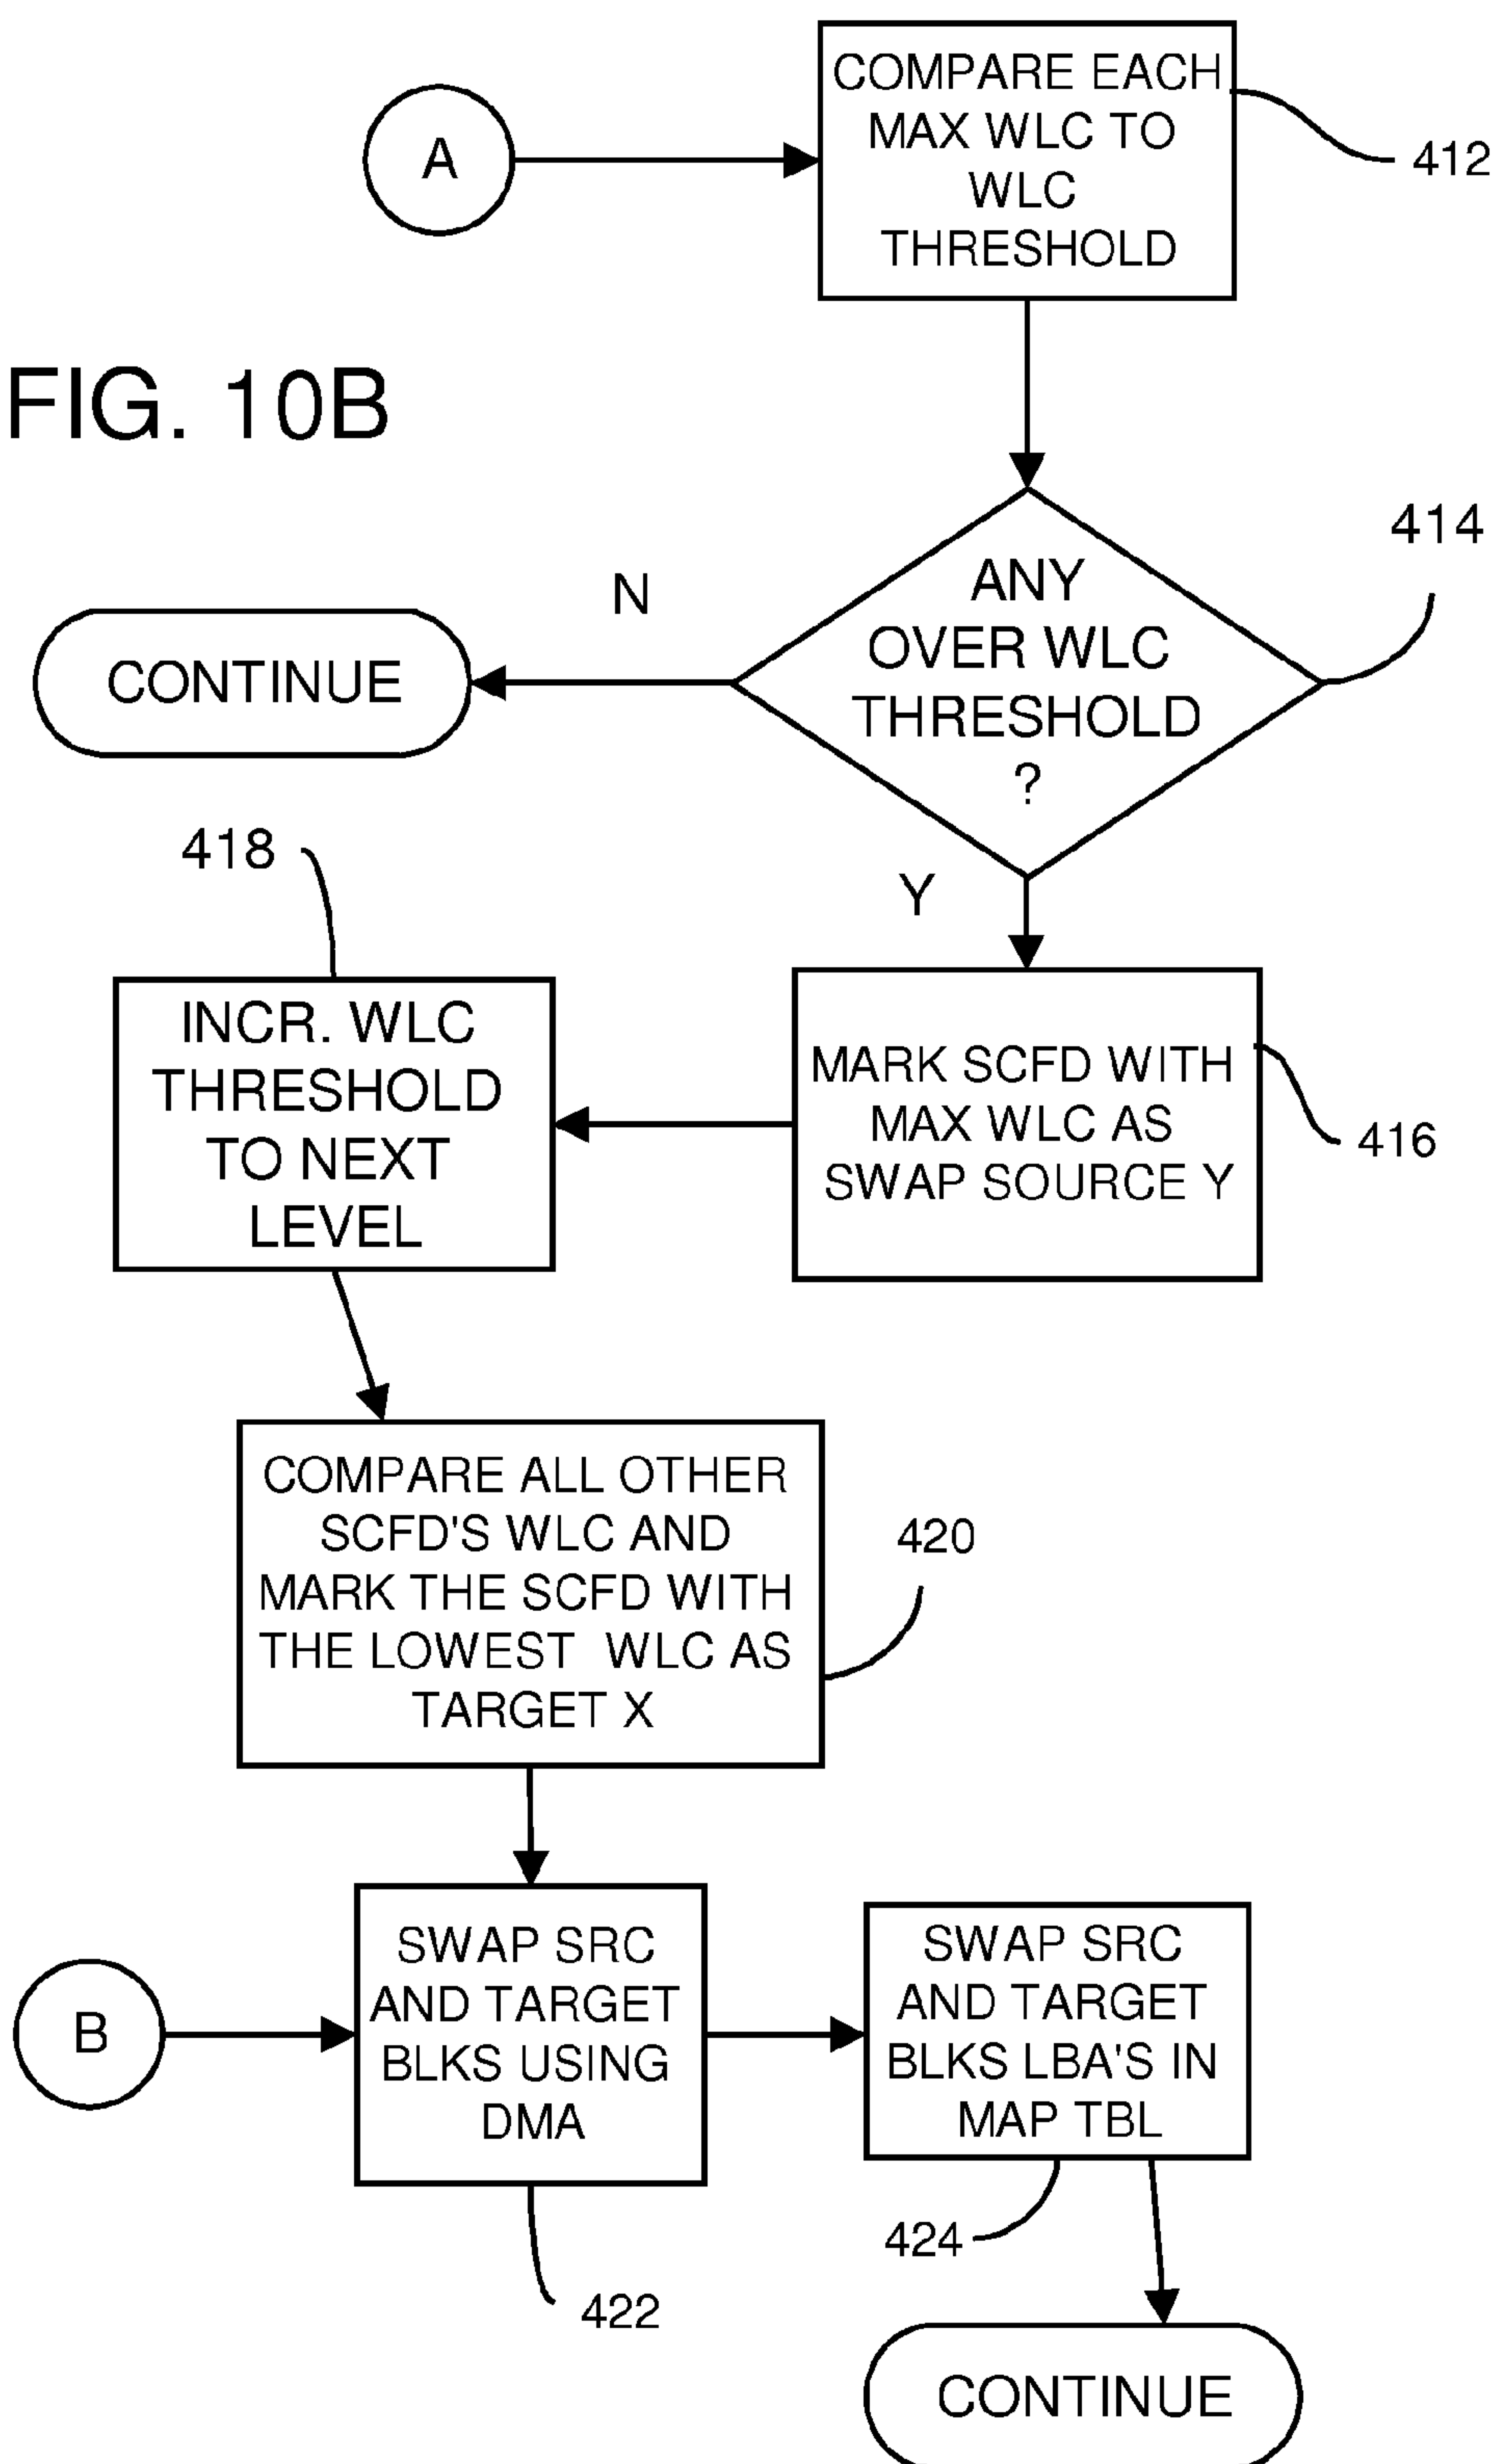 COMPARE EACH
MAX WLC TO
WLC
THRESHOLD
412
A
FIG. 10B
ANY
OVER WLC
THRESHOLD
?
414
N
CONTINUE
Y
418
INCR. WLC
THRESHOLD
TO NEXT
LEVEL
MARK SCFD WITH
MAX WLC AS
SWAP SOURCE Y
416
COMPARE ALL OTHER
SCFD'S WLC AND
MARK THE SCFD WITH
THE LOWEST WLC AS
TARGET X
420
B
SWAP SRC
AND TARGET
BLKS USING
DMA
422
SWAP SRC
AND TARGET
BLKS LBA'S IN
MAP TBL
424
CONTINUE